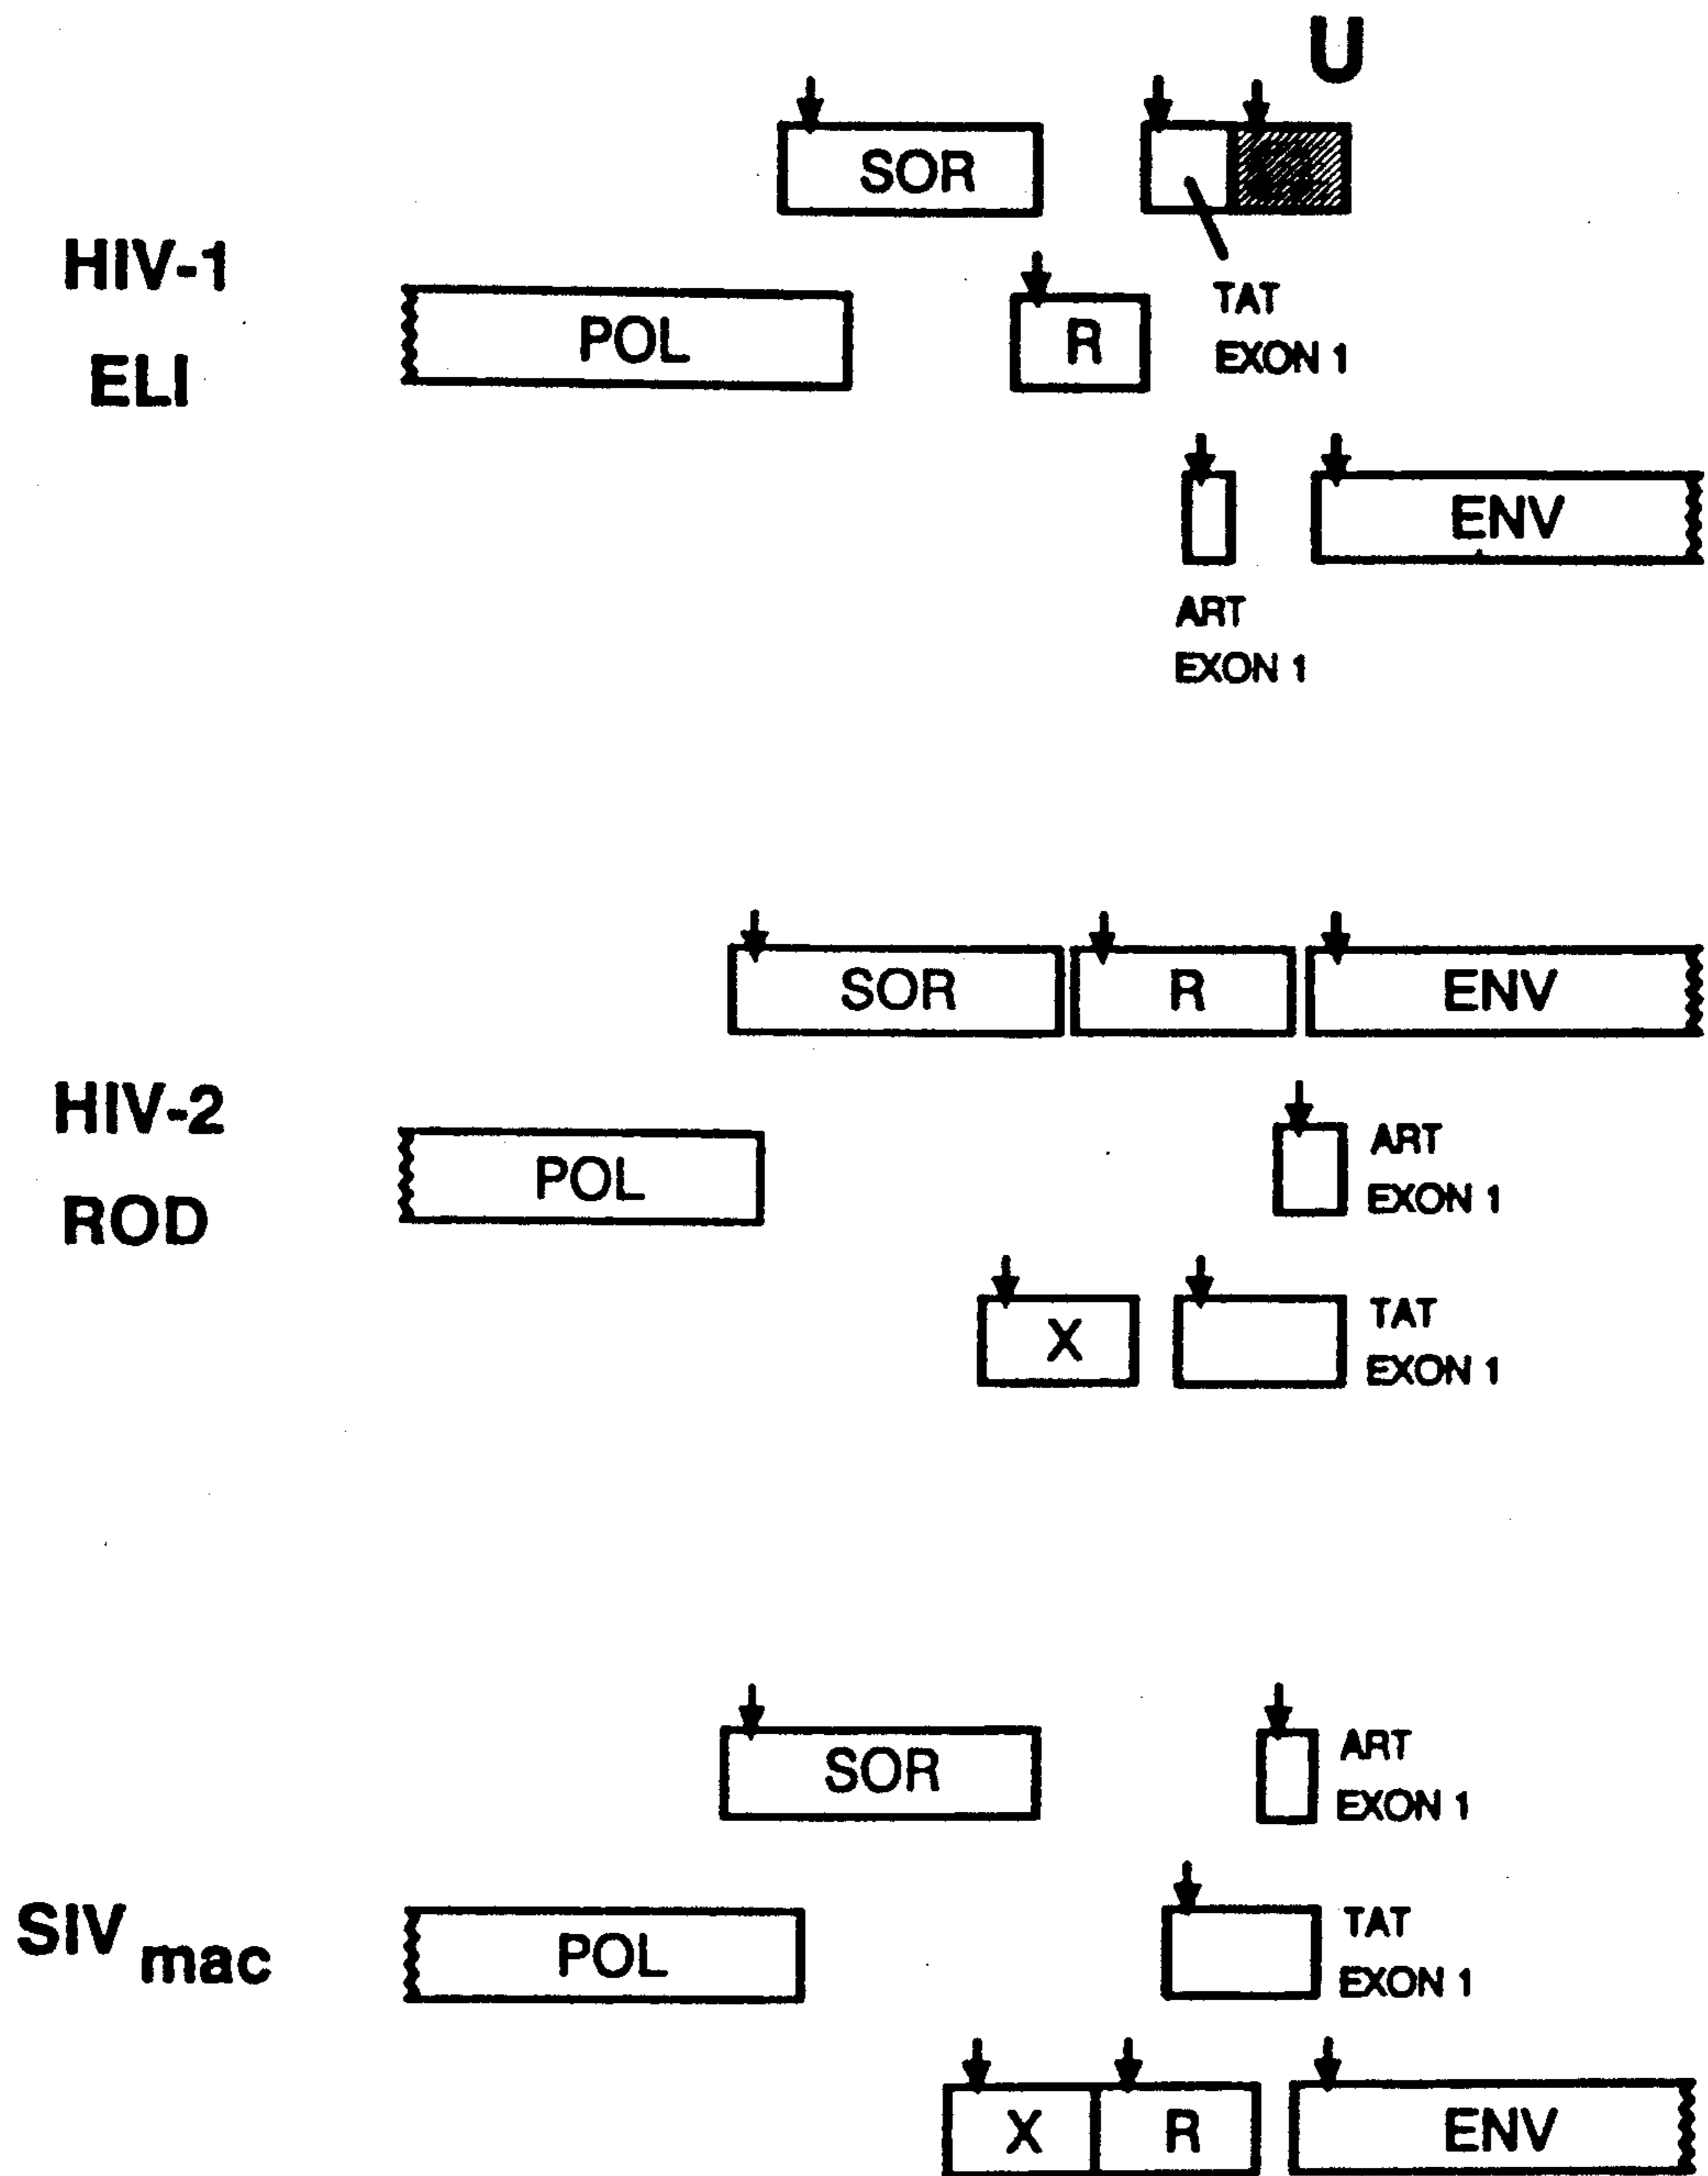 U
SOR
HIV-1
ELI
POL
R
TAT
EXON 1
ENV
ART
EXON 1
SOR
R
ENV
HIV-2
ROD
POL
ART
EXON 1
X
TAT
EXON 1
SOR
ART
EXON 1
SIV mac
POL
TAT
EXON 1
X
R
ENV